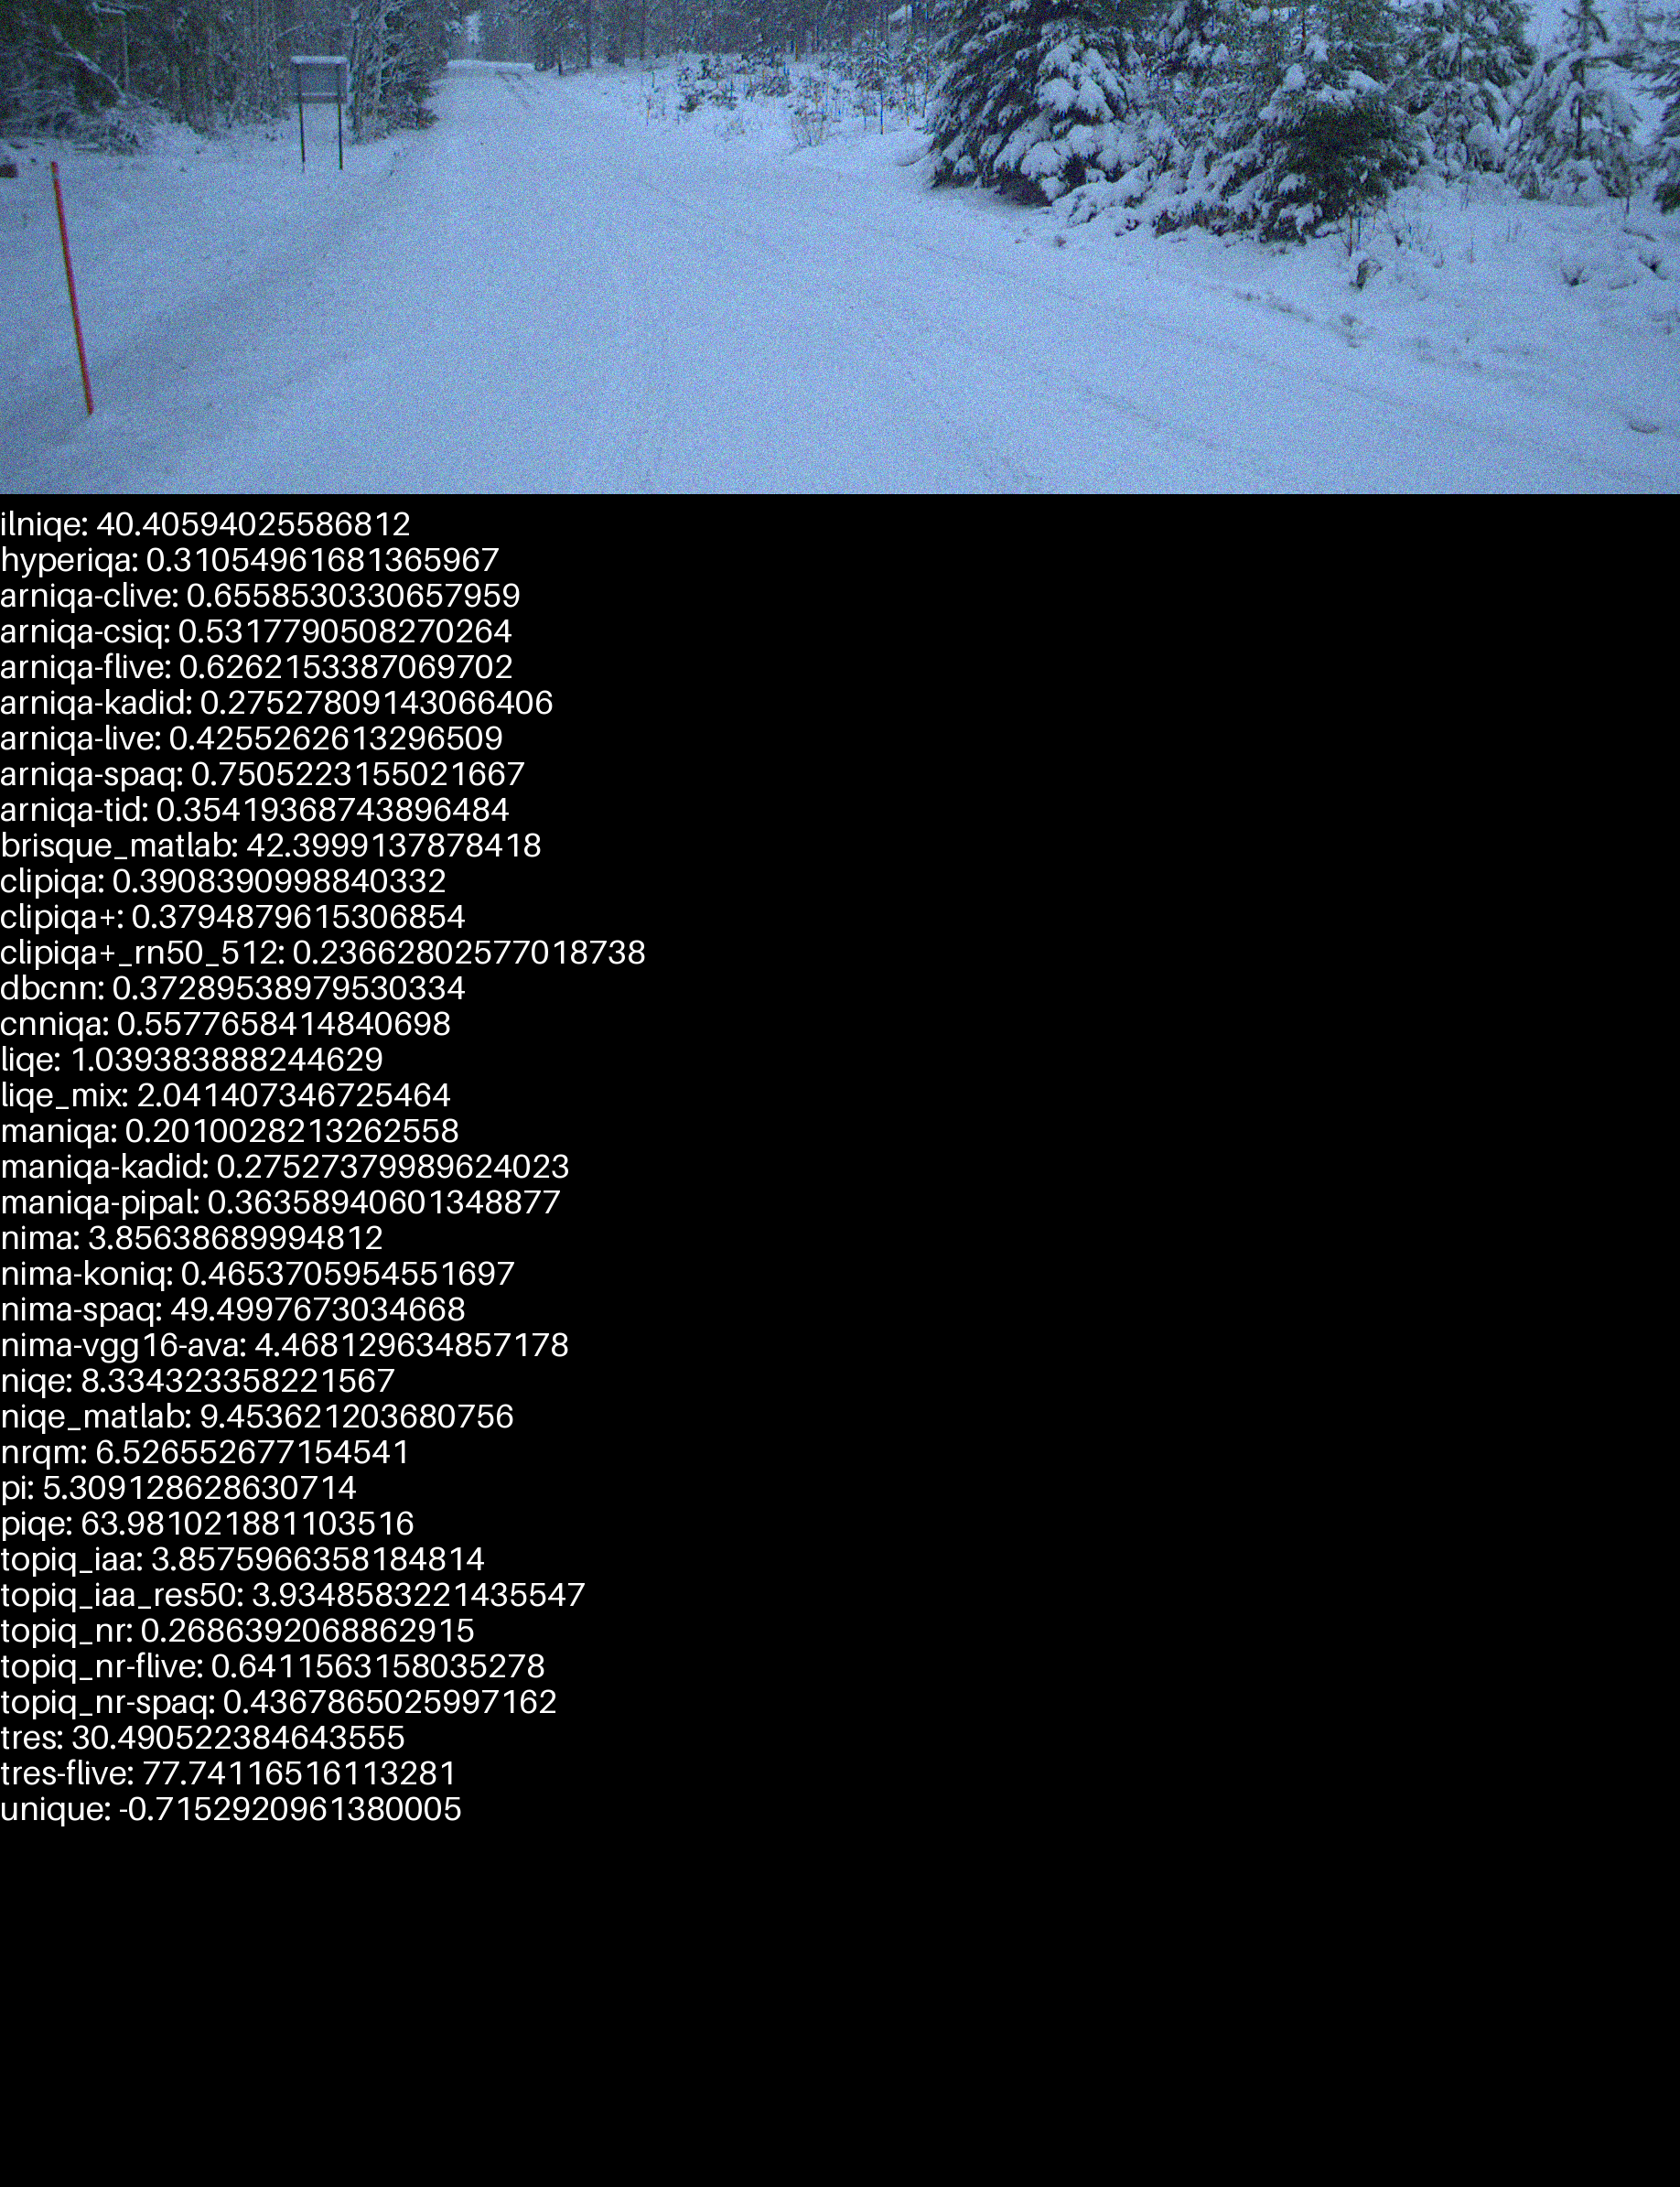 ilniqe: 40.40594025586812
hyperiqa: 0.31054961681365967
arniqa-clive: 0.6558530330657959
arniqa-csiq: 0.5317790508270264
arniqa-flive: 0.6262153387069702
arniqa-kadid: 0.27527809143066406
arniqa-live: 0.4255262613296509
arniqa-spaq: 0.7505223155021667
arniqa-tid: 0.35419368743896484
brisque_matlab: 42.3999137878418
clipiqa: 0.3908390998840332
clipiqa+: 0.3794879615306854
clipiqa+_rn50_512: 0.23662802577018738
dbcnn: 0.37289538979530334
cnniqa: 0.5577658414840698
liqe: 1.039383888244629
liqe_mix: 2.041407346725464
maniqa: 0.2010028213262558
maniqa-kadid: 0.27527379989624023
maniqa-pipal: 0.36358940601348877
nima: 3.85638689994812
nima-koniq: 0.4653705954551697
nima-spaq: 49.4997673034668
nima-vgg16-ava: 4.468129634857178
niqe: 8.334323358221567
niqe_matlab: 9.453621203680756
nrqm: 6.526552677154541
pi: 5.309128628630714
piqe: 63.981021881103516
topiq_iaa: 3.8575966358184814
topiq_iaa_res50: 3.9348583221435547
topiq_nr: 0.2686392068862915
topiq_nr-flive: 0.6411563158035278
topiq_nr-spaq: 0.4367865025997162
tres: 30.490522384643555
tres-flive: 77.74116516113281
unique: -0.7152920961380005